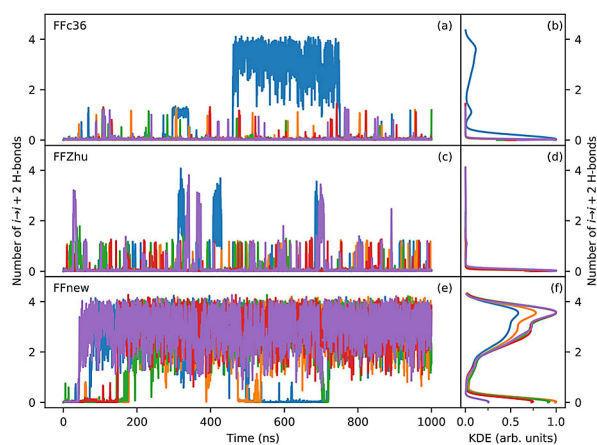 FFc36 (a) (b)
4 4
2 2
0 0
FFZhu (c) (d)
4 4
2 2
0 0
FFnew (e) (f)
4 4
2 2
0 0
Number of i→i + 2 H-bonds
Number of i→i + 2 H-bonds
0 200 400 600 800 1000 0.0 0.5 1.0
Time (ns) KDE (arb. units)